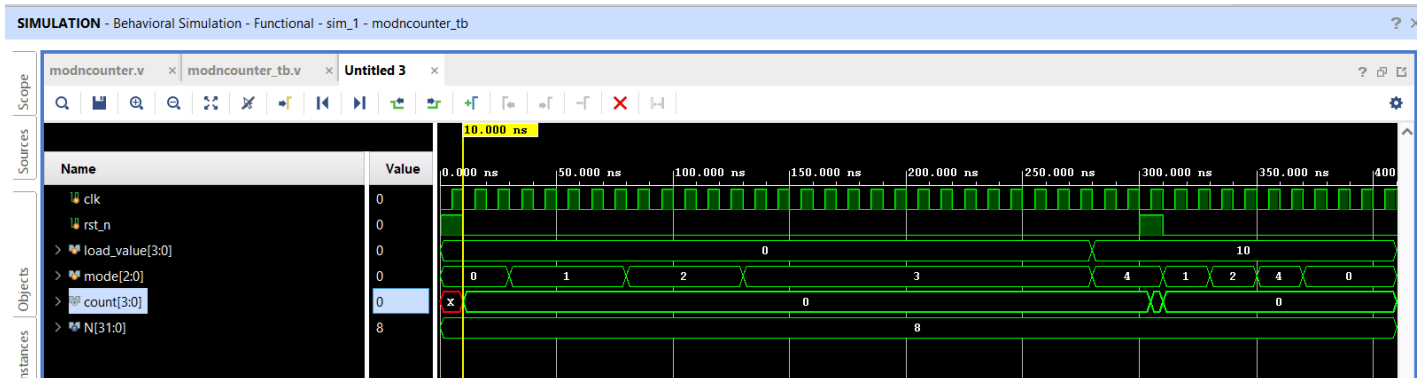 SIMULATION - Behavioral Simulation - Functional - sim_1 - modncounter_tb ? ×
modncounter.v × modncounter_tb.v × Untitled 3 × ?
Scope
Sources
Objects
10.000 ns
Name Value 0.000 ns 50.000 ns 100.000 ns 150.000 ns 200.000 ns 250.000 ns 300.000 ns 350.000 ns 400
clk 0
rst_n 0
> load_value[3:0] 0 0 10
> mode[2:0] 0 0 1 2 3 4 1 2 4 0
> count[3:0] 0 X 0 0
> N[31:0] 8 8